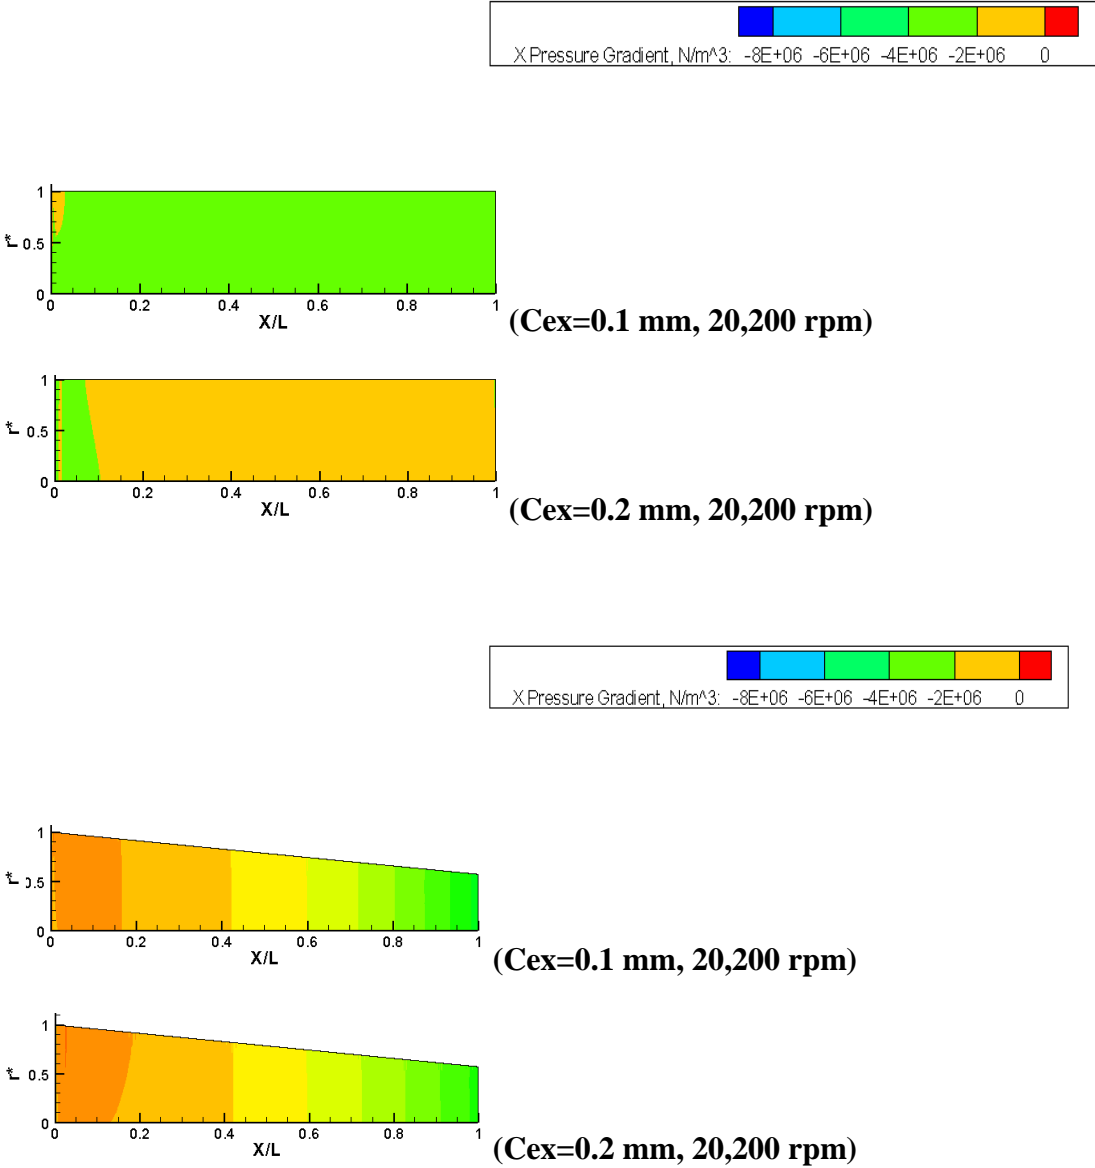 X Pressure Gradient, N/m^3: -8E+06 -6E+06 -4E+06 -2E+06 0
1
r*
0.5
0
0 0.2 0.4 0.6 0.8 1
X/L
(Cex=0.1 mm, 20,200 rpm)
1
r*
0.5
0
0 0.2 0.4 0.6 0.8 1
X/L
(Cex=0.2 mm, 20,200 rpm)
X Pressure Gradient, N/m^3: -8E+06 -6E+06 -4E+06 -2E+06 0
1
r*
0.5
0
0 0.2 0.4 0.6 0.8 1
X/L
(Cex=0.1 mm, 20,200 rpm)
1
r*
0.5
0
0 0.2 0.4 0.6 0.8 1
X/L
(Cex=0.2 mm, 20,200 rpm)